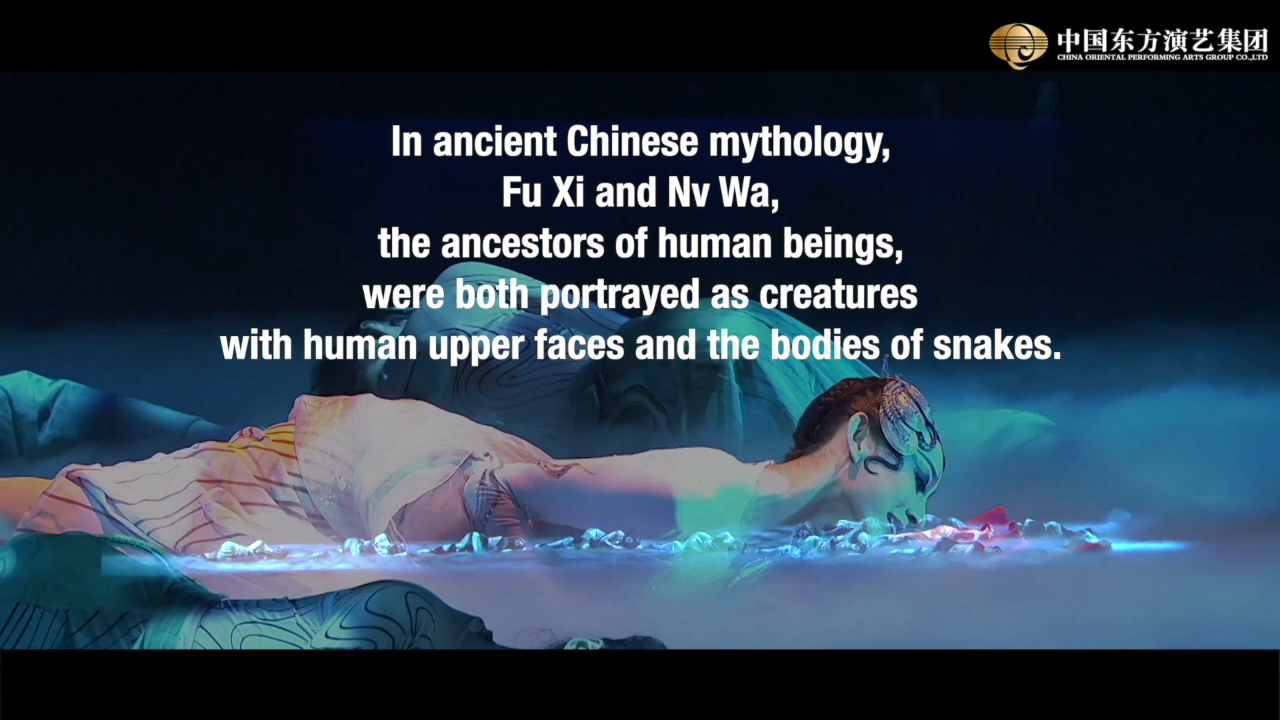 中国东方演艺集团
CHINA ORIENTAL PERFORMING ARTS GROUP CO.,LTD
In ancient Chinese mythology,
Fu Xi and Nv Wa,
the ancestors of human beings,
were both portrayed as creatures
with human upper faces and the bodies of snakes.